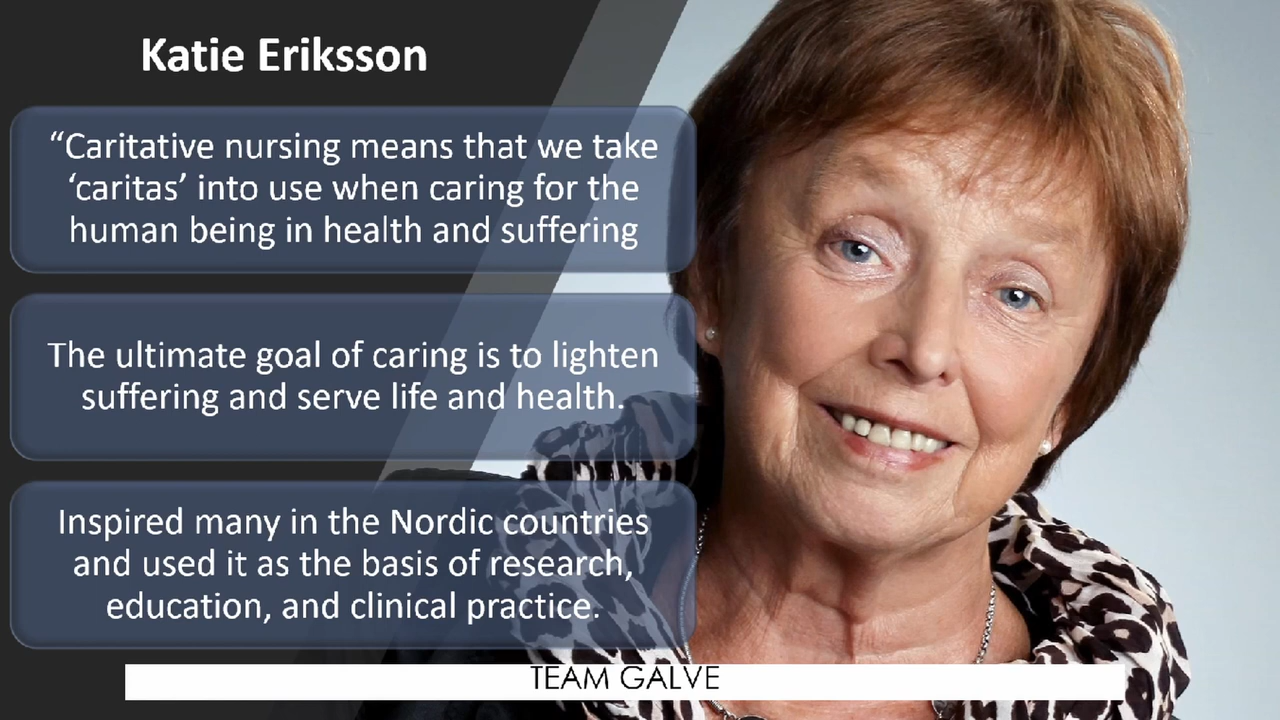 Katie Eriksson
“Caritative nursing means that we take
‘caritas’ into use when caring for the
human being in health and suffering
The ultimate goal of caring is to lighten
suffering and serve life and health.
Inspired many in the Nordic countries
and used it as the basis of research,
education, and clinical practice.
TEAM GALVE